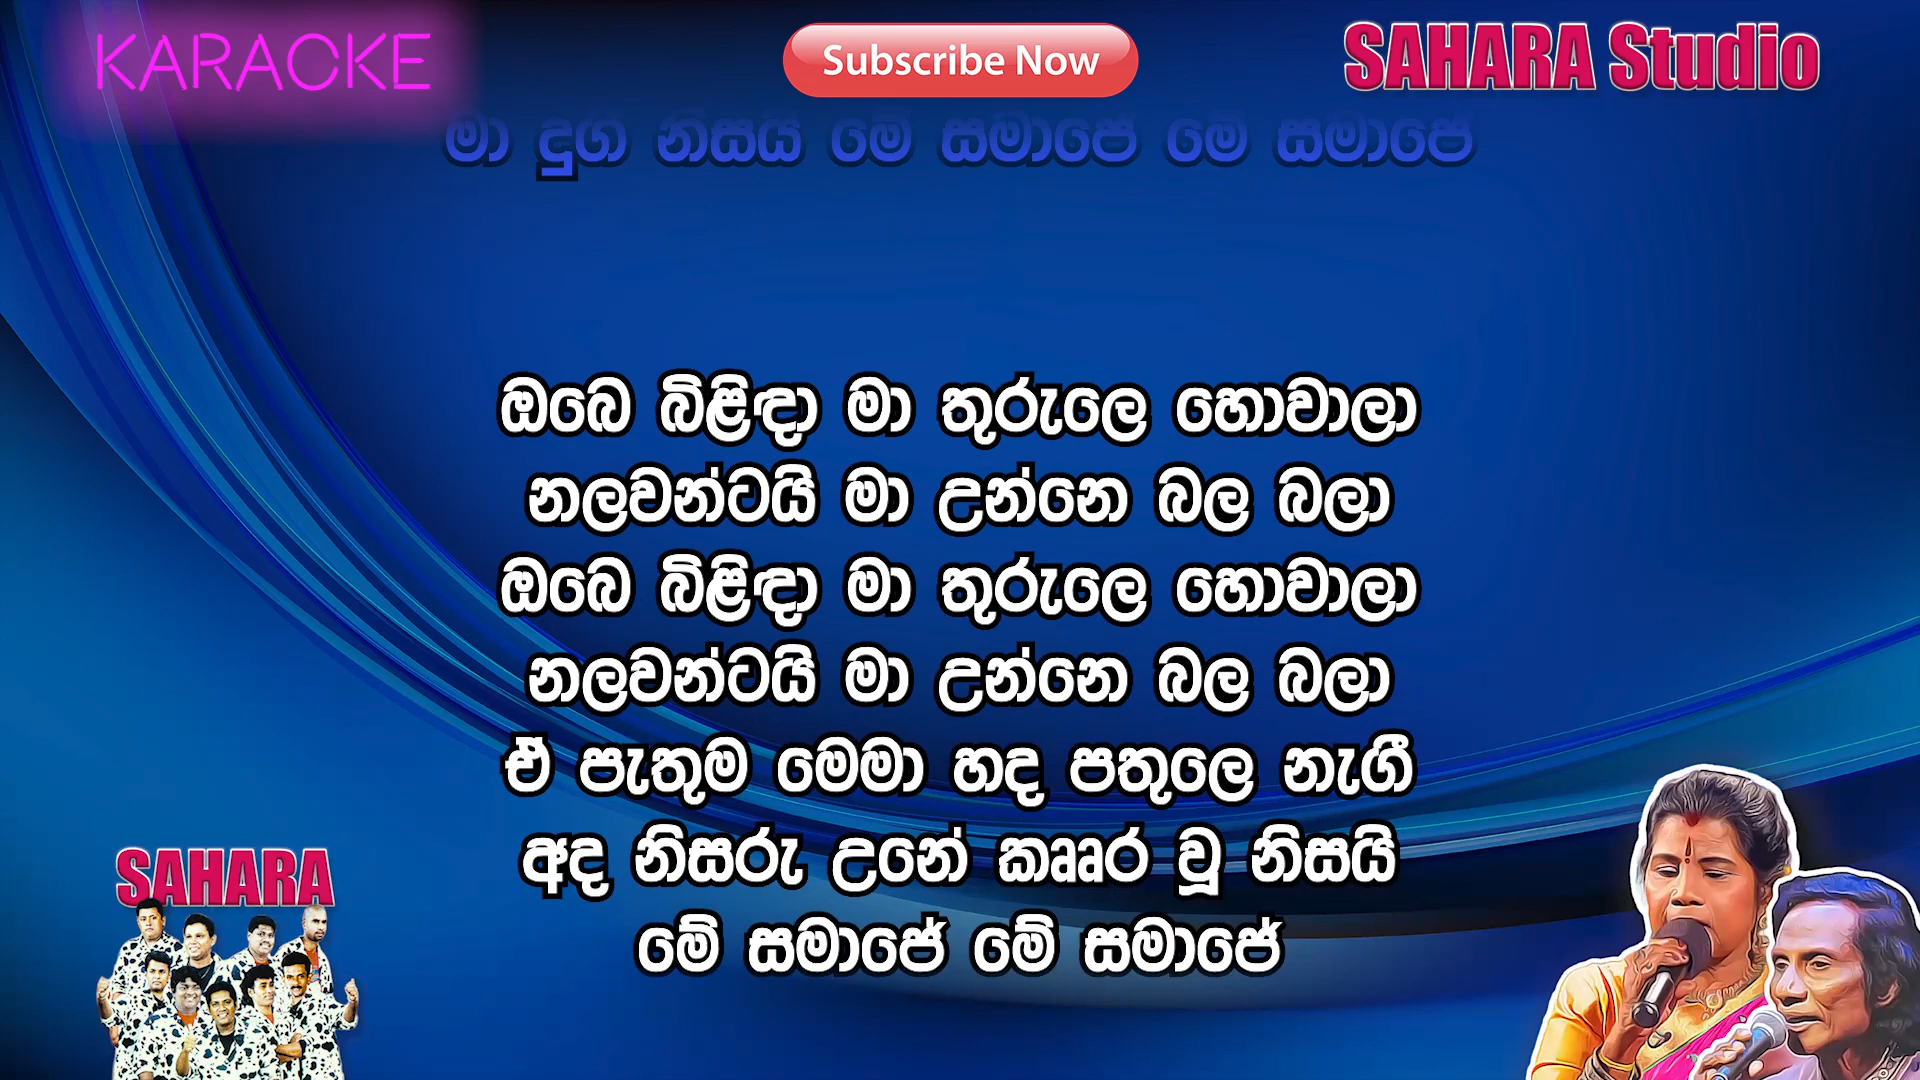 KARAOKE
Subscribe Now
SAHARA Studio
මා දුගී නිසයි මේ සමාජේ මේ සමාජේ
ඔබෙ බිළිඳා මා තුරුලෙ හොවාලා
නලවන්ටයි මා උන්නෙ බල බලා
ඔබෙ බිළිඳා මා තුරුලෙ හොවාලා
නලවන්ටයි මා උන්නෙ බල බලා
ඒ පැතුම මෙමා හද පතුලෙ නැගී
අද නිසරු උනේ කෲර වූ නිසයි
මේ සමාජේ මේ සමාජේ
SAHARA